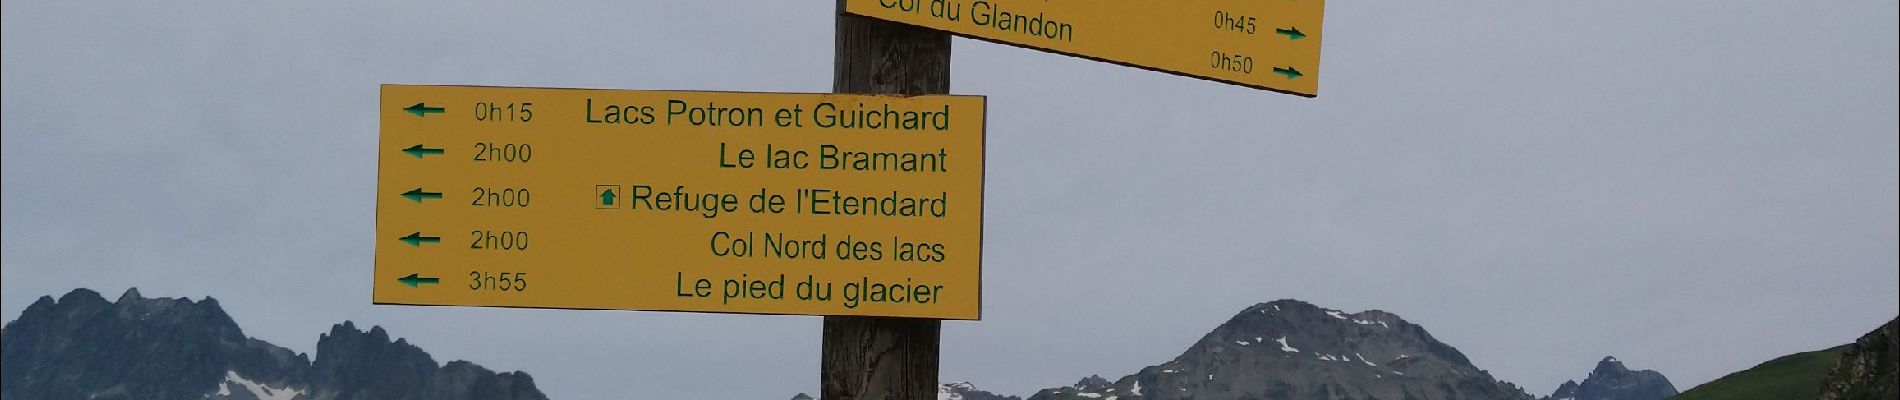 Col du Glandon
0h45
0h50
0h15 Lacs Potron et Guichard
2h00 Le lac Bramant
2h00 Refuge de l'Etendard
2h00 Col Nord des lacs
3h55 Le pied du glacier